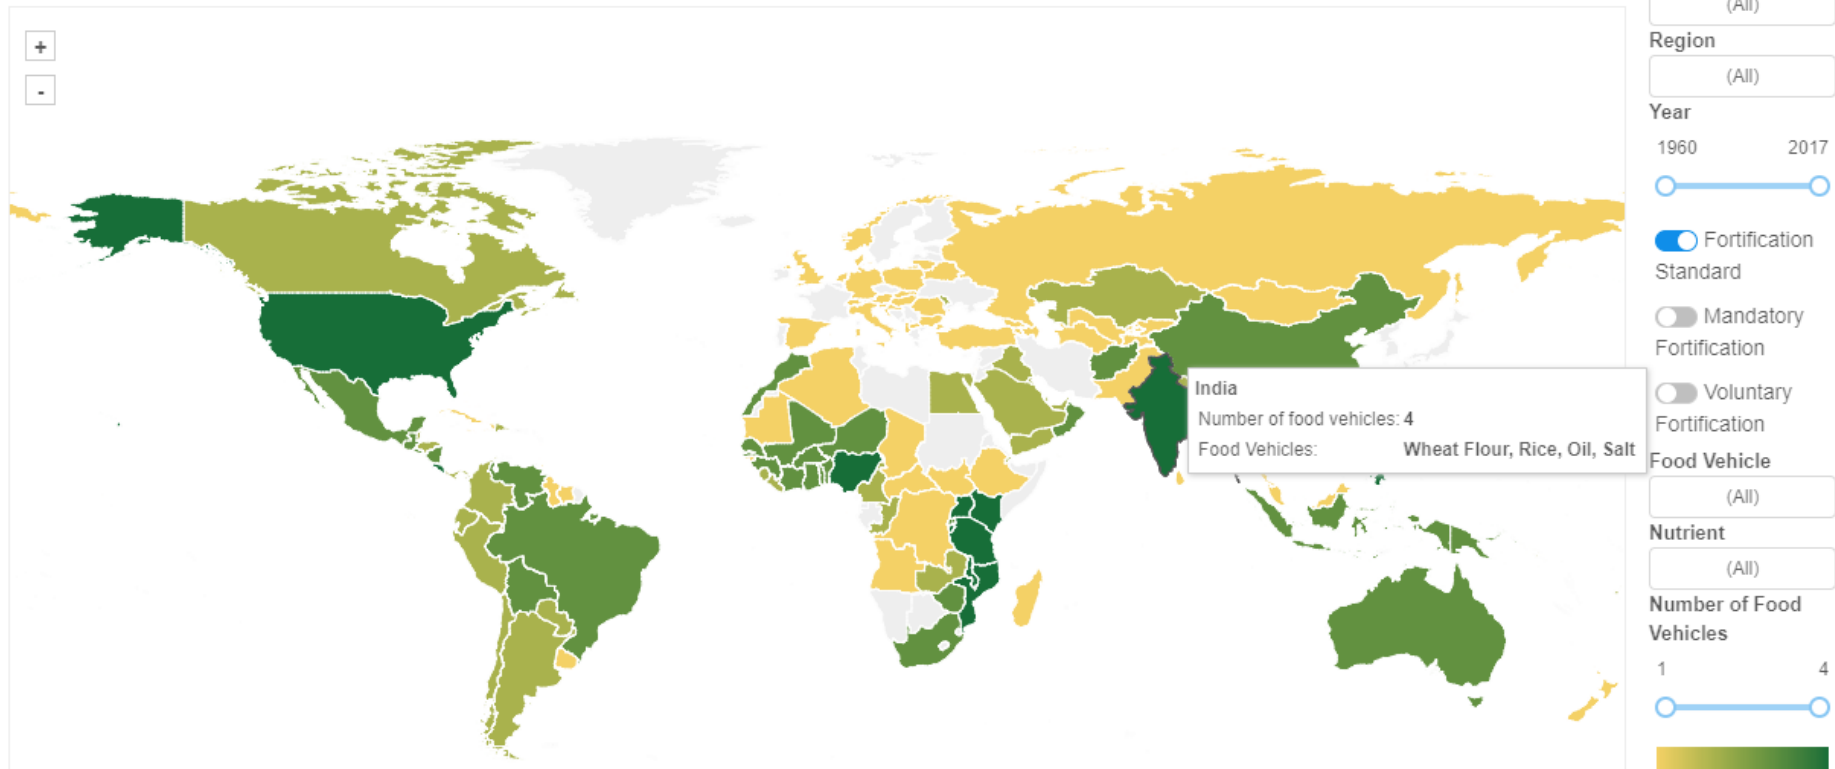 (All)
+
Region
-
(All)
Year
1960 2017
Fortification
Standard
Mandatory
Fortification
India
Voluntary
Number of food vehicles: 4
Fortification
Food Vehicles: Wheat Flour, Rice, Oil, Salt
Food Vehicle
(All)
Nutrient
(All)
Number of Food
Vehicles
1 4